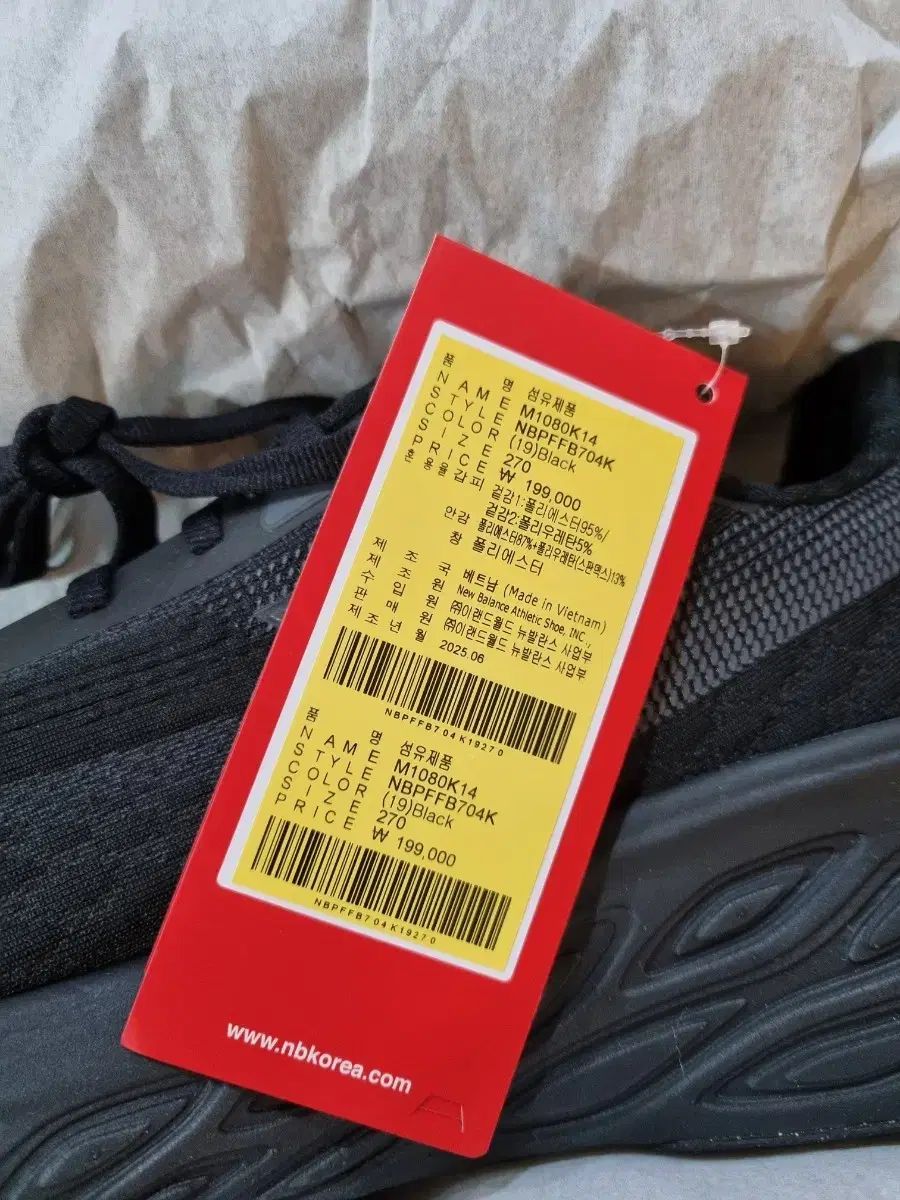 품 명 섬유제품
NAME M1080K14
STYLE NBPFFB704K
COLOR (19)Black
SIZE 270
PRICE ₩ 199,000
혼용률 겉감1:폴리에스터95%/
겉감2:폴리우레탄5%
폴리에스터87%+폴리우레탄(스판덱스)13%
안감 폴리에스터
창
제 조 국 베트남 (Made in Vietnam)
제 조 원 New Balance Athletic Shoe, INC.,
수 입 원 ㈜이랜드월드 뉴발란스 사업부
판 매 원 ㈜이랜드월드 뉴발란스 사업부
제조년월 2025.06
NBPFFB704K19270
품 명 섬유제품
NAME M1080K14
STYLE NBPFFB704K
COLOR (19)Black
SIZE 270
PRICE ₩ 199,000
NBPFFB704K19270
www.nbkorea.com